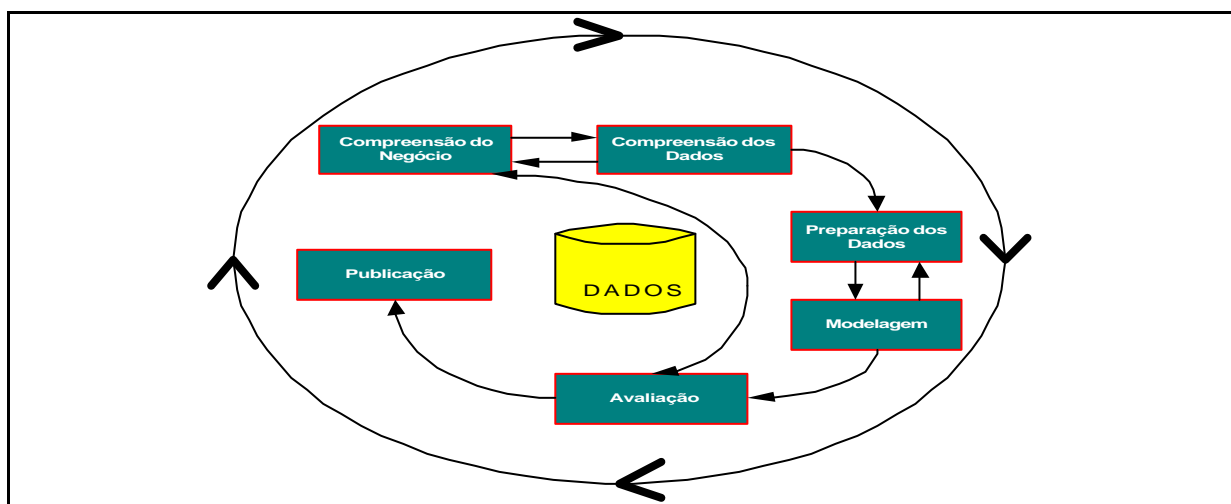 Compreensão do
Negócio
Compreensão dos
Dados
Preparação dos
Dados
Publicação
DADOS
Modelagem
Avaliação